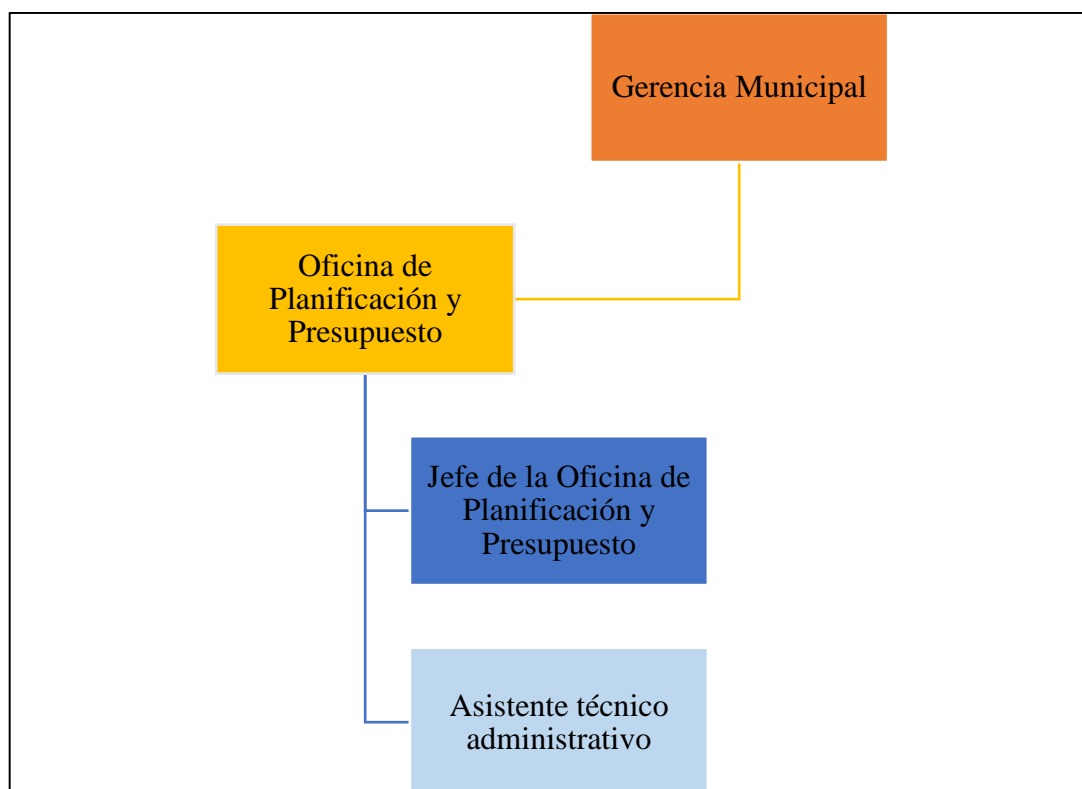 Gerencia Municipal
Oficina de
Planificación y
Presupuesto
Jefe de la Oficina de
Planificación y
Presupuesto
Asistente técnico
administrativo